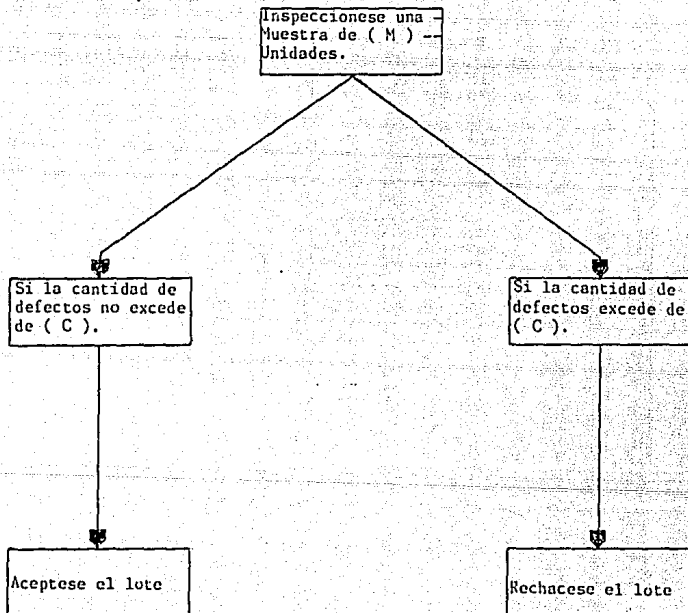 Inspeccionese una -
Muestra de ( M ) --
Unidades.
Si la cantidad de
defectos no excede
de ( C ).
Si la cantidad de
defectos excede de
( C ).
Aceptese el lote
Rechacese el lote